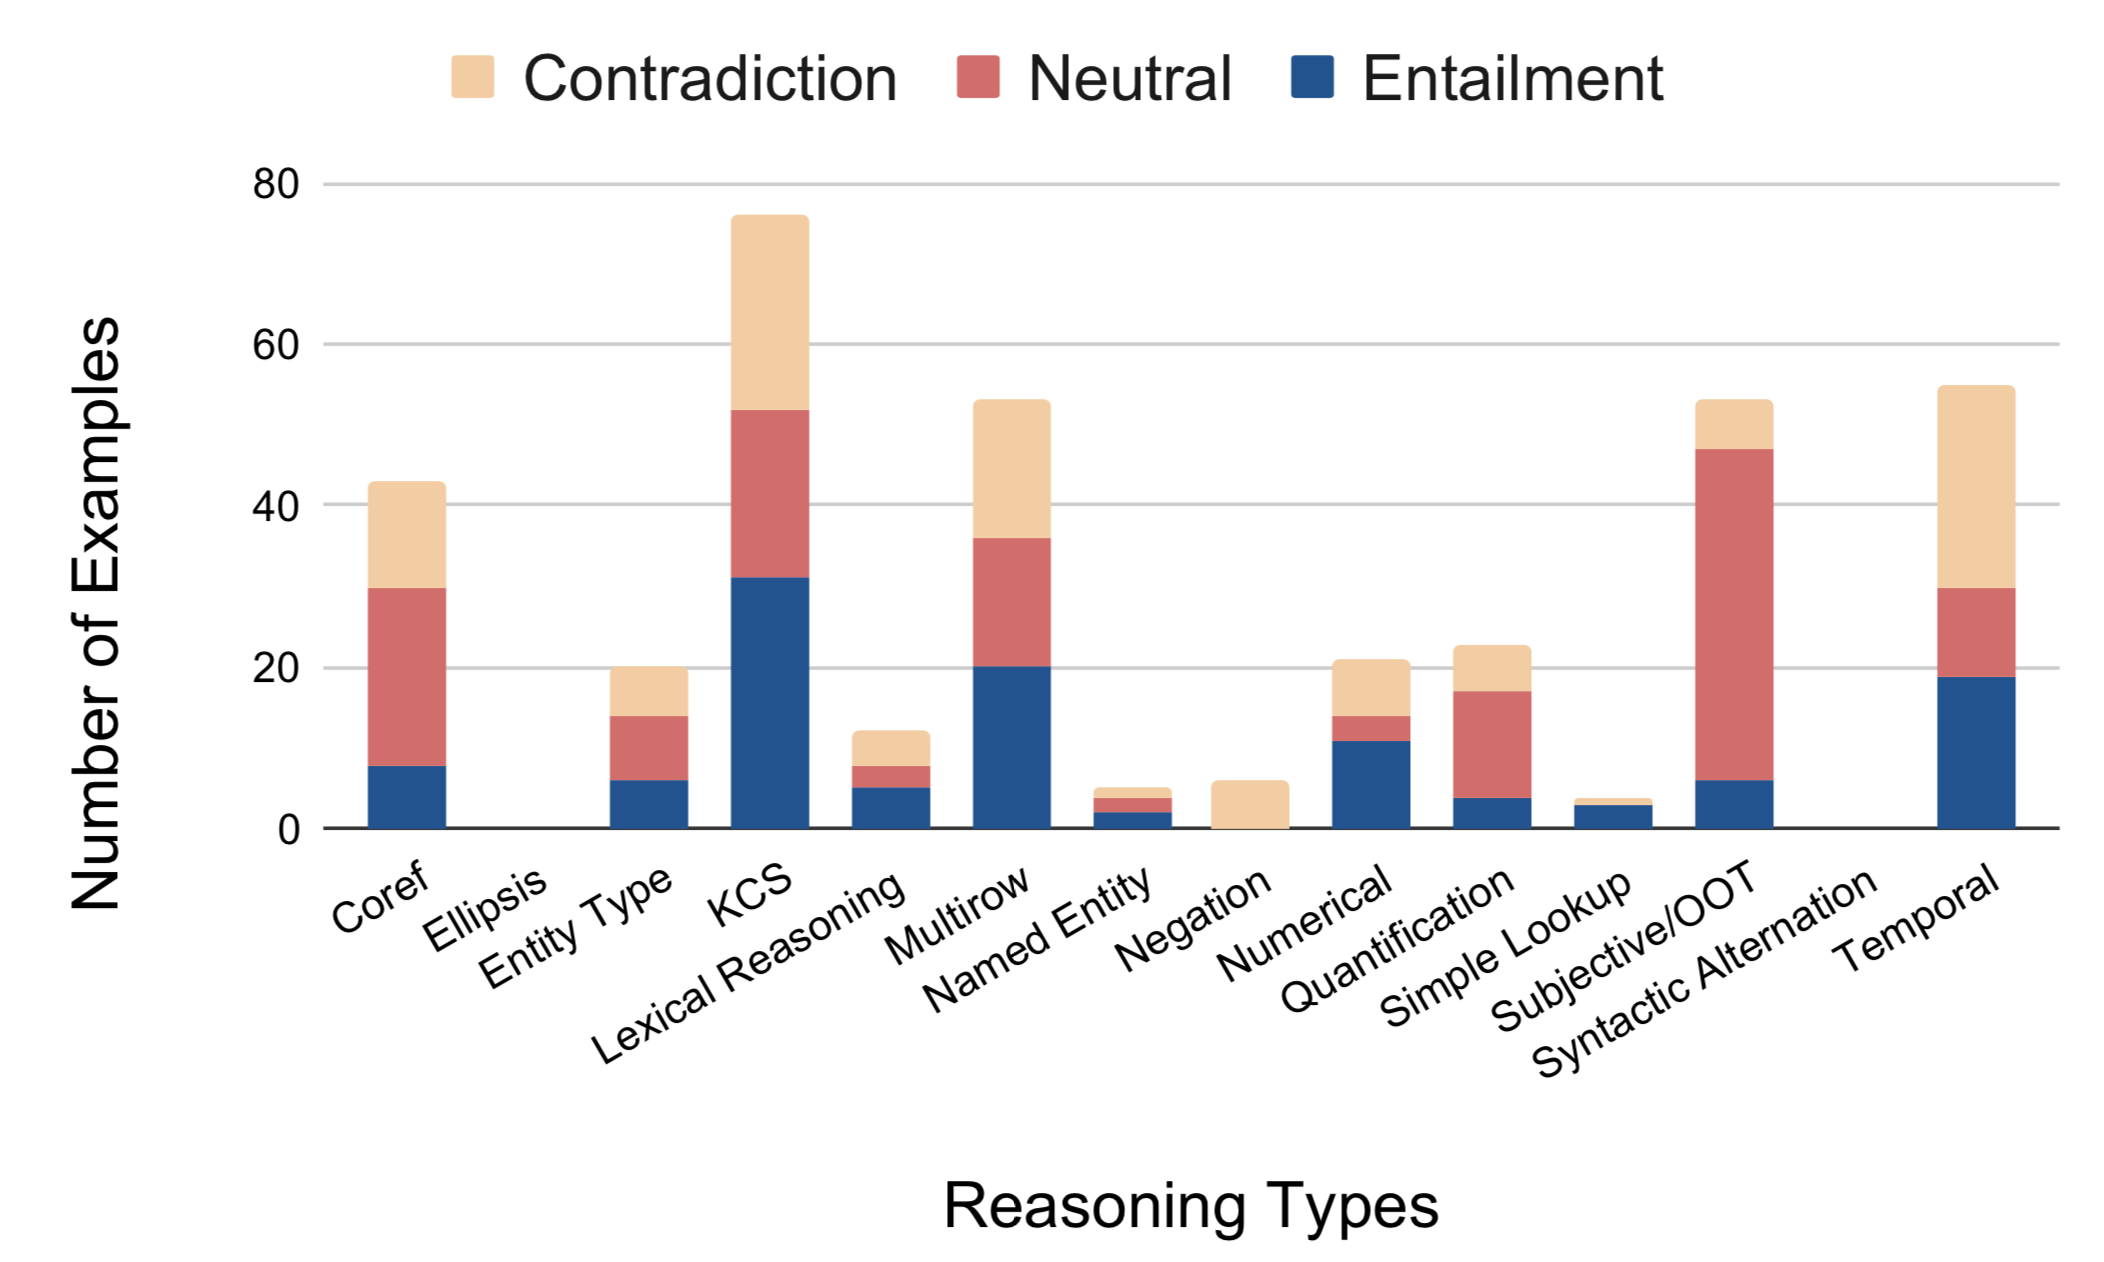 Contradiction Neutral Entailment
80
60
40
20
0
Number of Examples
Coref
Ellipsis
Entity Type
KCS
Lexical Reasoning
Multirow
Named Entity
Negation
Numerical
Quantification
Simple Lookup
Subjective/OOT
Syntactic Alternation
Temporal
Reasoning Types